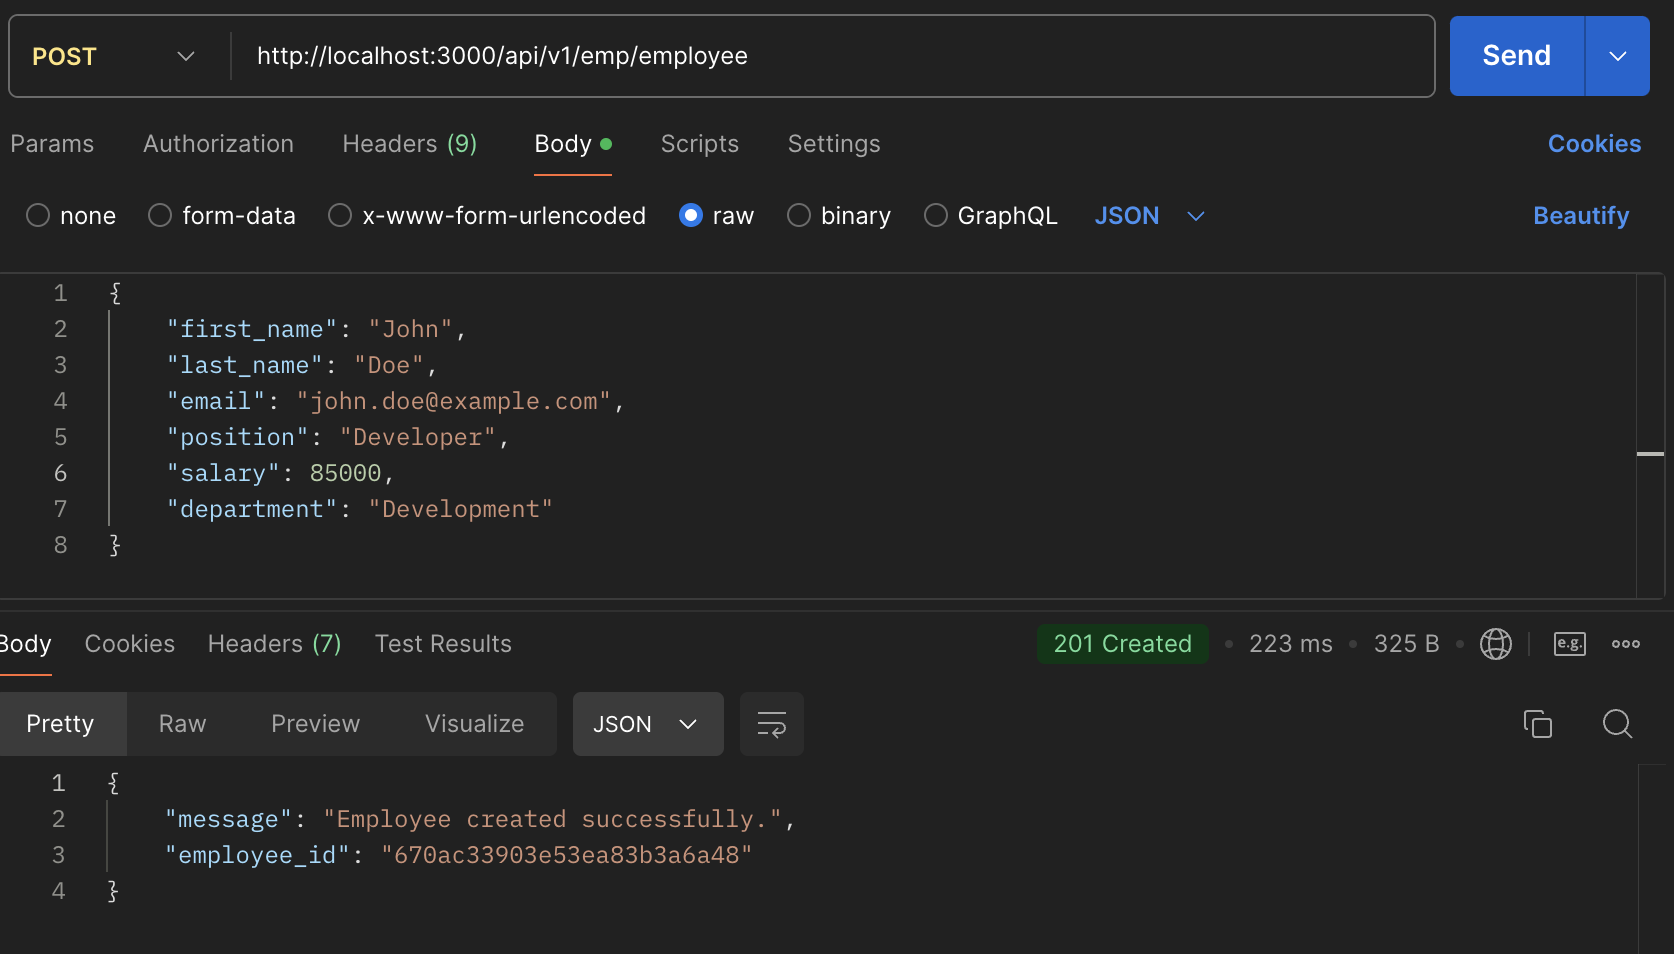 POST http://localhost:3000/api/v1/emp/employee Send
Params Authorization Headers (9) Body Scripts Settings Cookies
none form-data x-www-form-urlencoded raw binary GraphQL JSON Beautify
1 {
2 "first_name": "John",
3 "last_name": "Doe",
4 "email": "john.doe@example.com",
5 "position": "Developer",
6 "salary": 85000,
7 "department": "Development"
8 }
Body Cookies Headers (7) Test Results 201 Created • 223 ms • 325 B • e.g.
Pretty Raw Preview Visualize JSON
1 {
2 "message": "Employee created successfully.",
3 "employee_id": "670ac33903e53ea83b3a6a48"
4 }